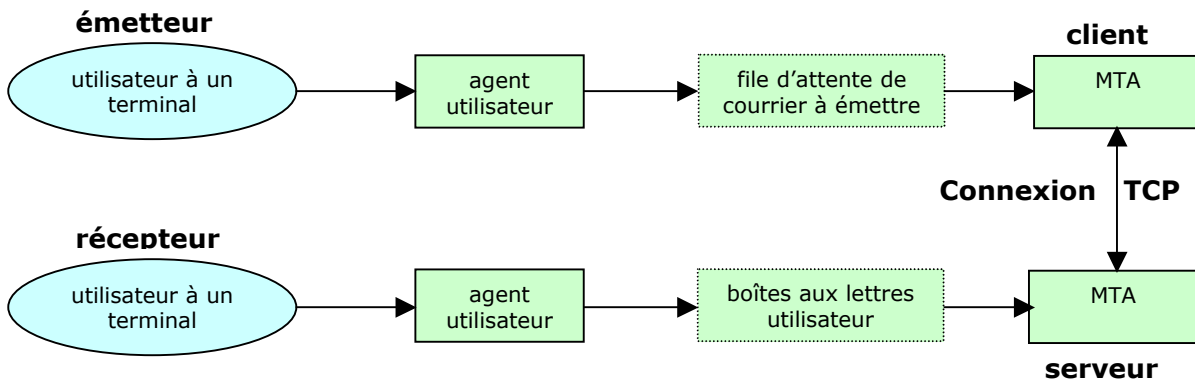 émetteur
utilisateur à un
terminal
agent
utilisateur
file d'attente de
courrier à émettre
client
MTA
Connexion TCP
récepteur
utilisateur à un
terminal
agent
utilisateur
boîtes aux lettres
utilisateur
MTA
serveur